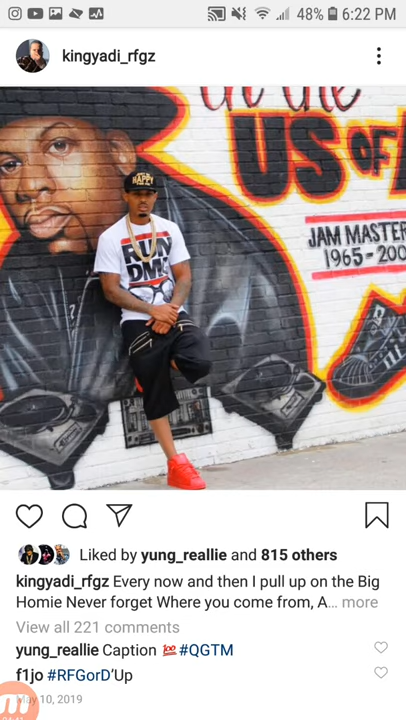 48% 6:22 PM
kingyadi_rfgz
in the
US OF
JAM MASTER
1965-200
HAPPY
RUN
DMC
Liked by yung_reallie and 815 others
kingyadi_rfgz Every now and then I pull up on the Big
Homie Never forget Where you come from, A... more
View all 221 comments
yung_reallie Caption 💯 #QGTM
f1jo #RFGorD'Up
May 10, 2019